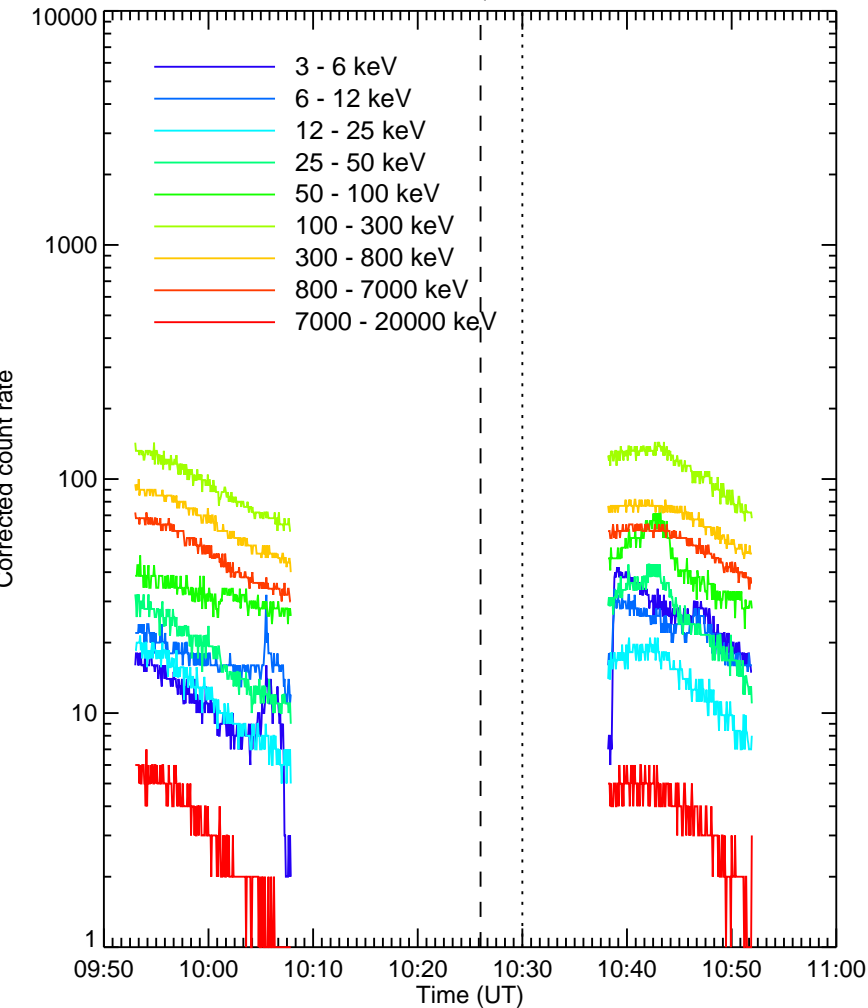 10000
1000
100
10
1
Corrected count rate
3 - 6 keV
6 - 12 keV
12 - 25 keV
25 - 50 keV
50 - 100 keV
100 - 300 keV
300 - 800 keV
800 - 7000 keV
7000 - 20000 keV
09:50 10:00 10:10 10:20 10:30 10:40 10:50 11:00
Time (UT)